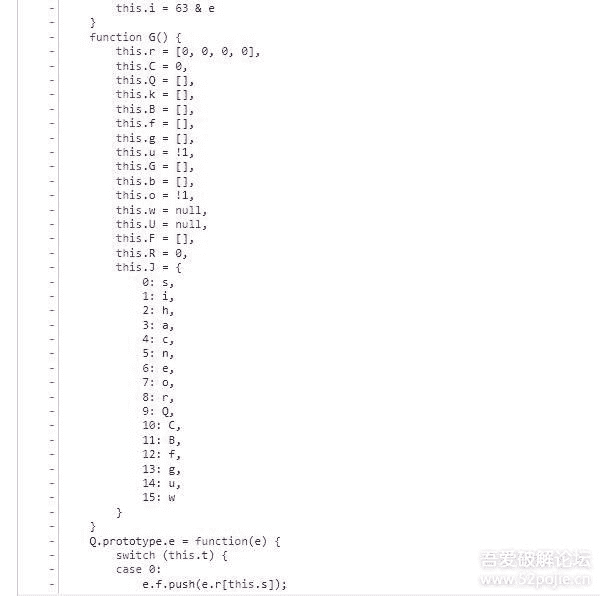 this.i = 63 & e
}
function G() {
this.r = [0, 0, 0, 0],
this.C = 0,
this.Q = [],
this.k = [],
this.B = [],
this.f = [],
this.g = [],
this.u = !1,
this.G = [],
this.b = [],
this.o = !1,
this.w = null,
this.U = null,
this.F = [],
this.R = 0,
this.J = {
0: s,
1: i,
2: h,
3: a,
4: c,
5: n,
6: e,
7: o,
8: r,
9: Q,
10: C,
11: B,
12: f,
13: g,
14: u,
15: w
}
}
Q.prototype.e = function(e) {
switch (this.t) {
case 0:
e.f.push(e.r[this.s]);
吾爱破解论坛
www.52pojie.cn